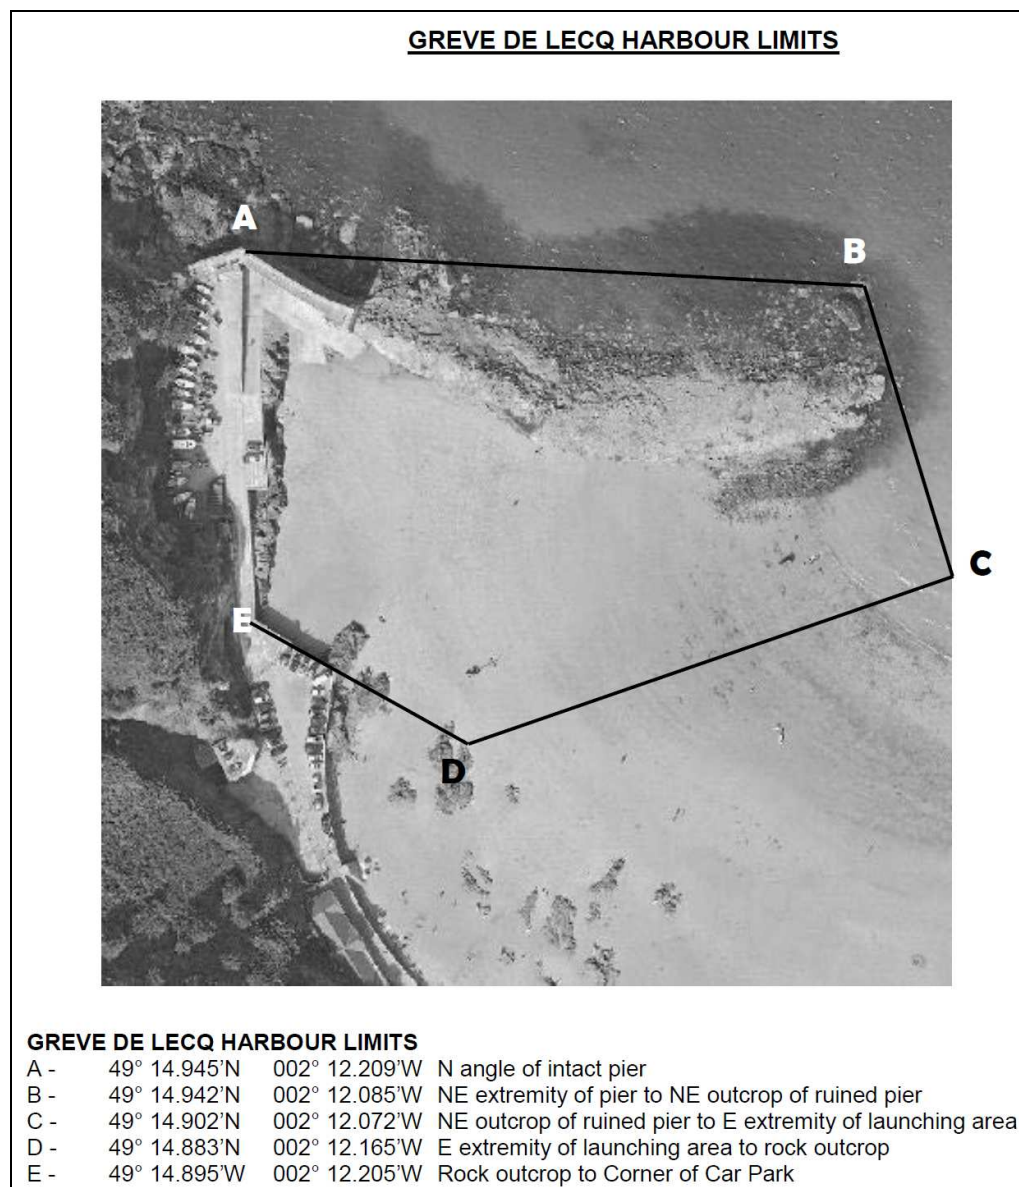 GREVE DE LECQ HARBOUR LIMITS
A
B
C
E
D
GREVE DE LECQ HARBOUR LIMITS
A - 49° 14.945’N 002° 12.209’W N angle of intact pier
B - 49° 14.942’N 002° 12.085’W NE extremity of pier to NE outcrop of ruined pier
C - 49° 14.902’N 002° 12.072’W NE outcrop of ruined pier to E extremity of launching area
D - 49° 14.883’N 002° 12.165’W E extremity of launching area to rock outcrop
E - 49° 14.895’W 002° 12.205’W Rock outcrop to Corner of Car Park